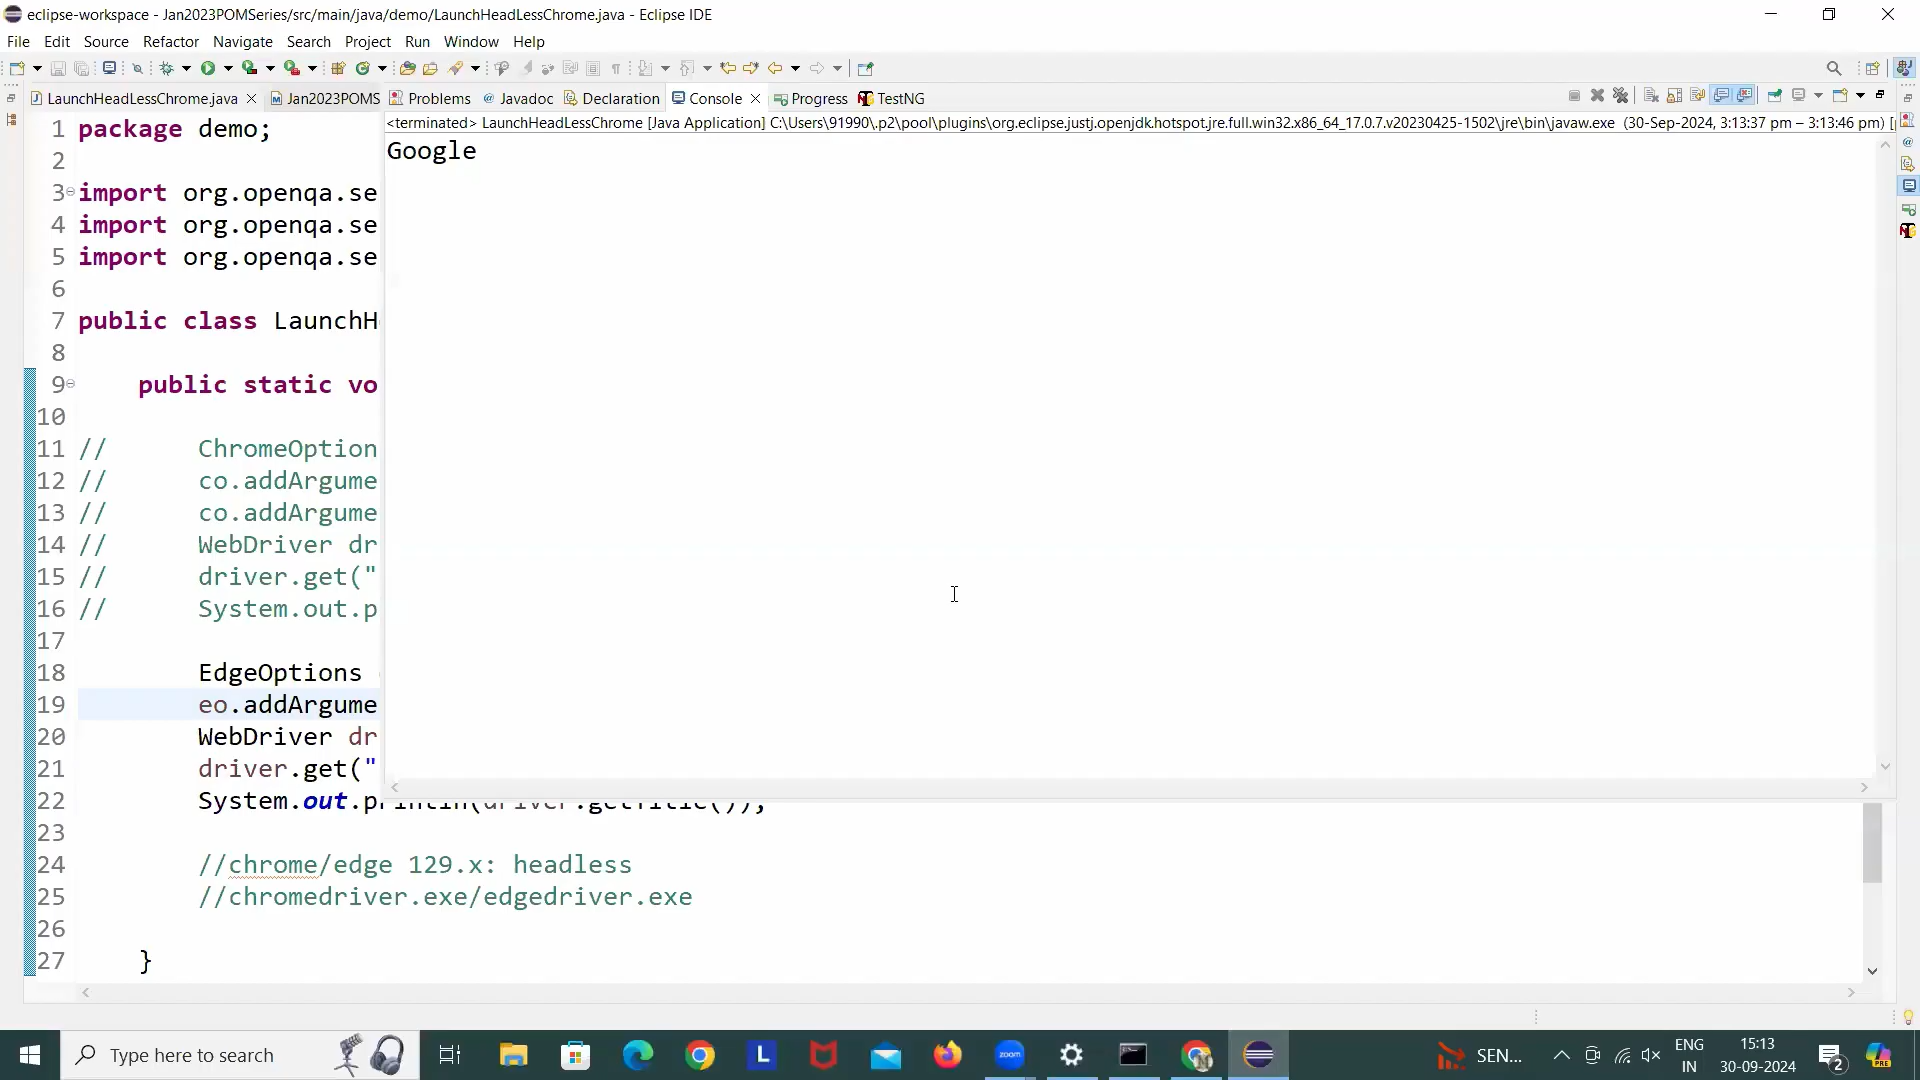 eclipse-workspace - Jan2023POMSeries/src/main/java/demo/LaunchHeadLessChrome.java - Eclipse IDE
File Edit Source Refactor Navigate Search Project Run Window Help
LaunchHeadLessChrome.java Jan2023POMS Problems Javadoc Declaration Console Progress TestNG
<terminated> LaunchHeadLessChrome [Java Application] C:\Users\91990\.p2\pool\plugins\org.eclipse.justj.openjdk.hotspot.jre.full.win32.x86_64_17.0.7.v20230425-1502\jre\bin\javaw.exe (30-Sep-2024, 3:13:37 pm – 3:13:46 pm) [
Google
1 package demo;
2
3 import org.openqa.se
4 import org.openqa.se
5 import org.openqa.se
6
7 public class LaunchH
8
9 public static vo
10
11 // ChromeOption
12 // co.addArgume
13 // co.addArgume
14 // WebDriver dr
15 // driver.get("
16 // System.out.p
17
18 EdgeOptions
19 eo.addArgume
20 WebDriver dr
21 driver.get("
22 System.out.println(driver.getTitle());
23
24 //chrome/edge 129.x: headless
25 //chromedriver.exe/edgedriver.exe
26
27 }
Type here to search
zoom
L
SEN...
ENG
IN
15:13
30-09-2024
2
PRE